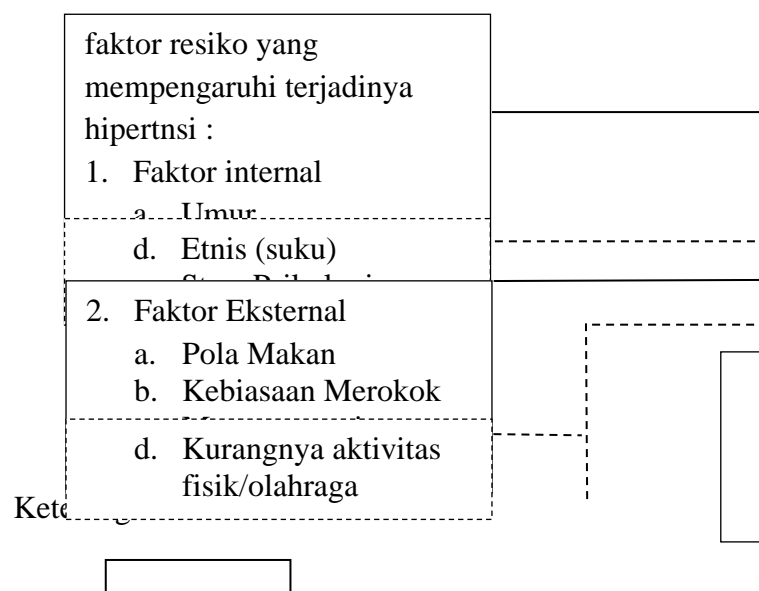 faktor resiko yang
mempengaruhi terjadinya
hipertnsi :
1. Faktor internal
a. Umur
d. Etnis (suku)
2. Faktor Eksternal
a. Pola Makan
b. Kebiasaan Merokok
d. Kurangnya aktivitas
fisik/olahraga